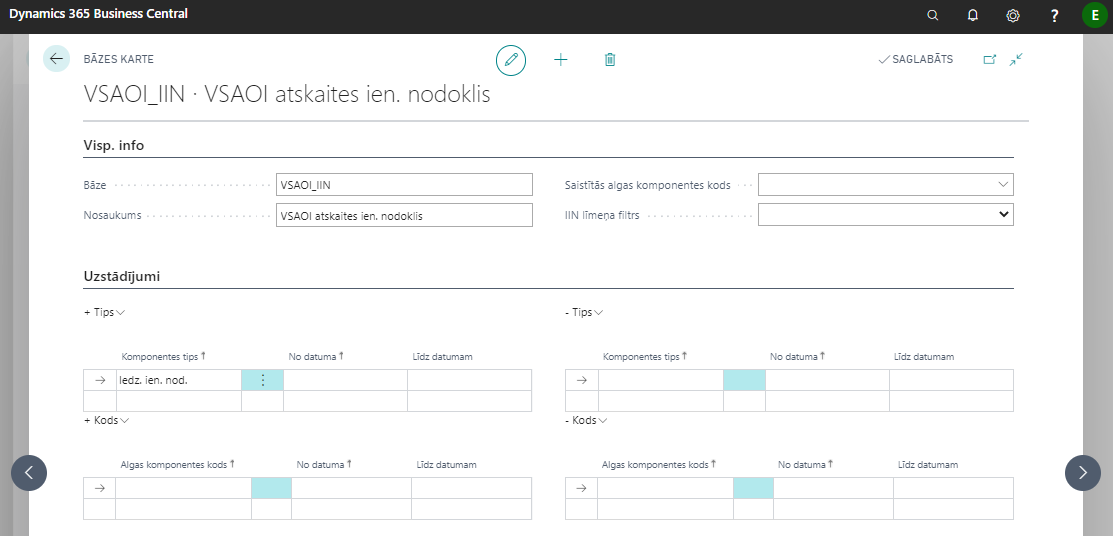 Dynamics 365 Business Central
?
E
BĀZES KARTE
SAGLABĀTS
VSAOI_IIN · VSAOI atskaites ien. nodoklis
Visp. info
Bāze
VSAOI_IIN
Saistītās algas komponentes kods
Nosaukums
VSAOI atskaites ien. nodoklis
IIN līmeņa filtrs
Uzstādījumi
+ Tips
- Tips
Komponentes tips No datuma Līdz datumam
Komponentes tips No datuma Līdz datumam
Iedz. ien. nod.
+ Kods
- Kods
Algas komponentes kods No datuma Līdz datumam
Algas komponentes kods No datuma Līdz datumam